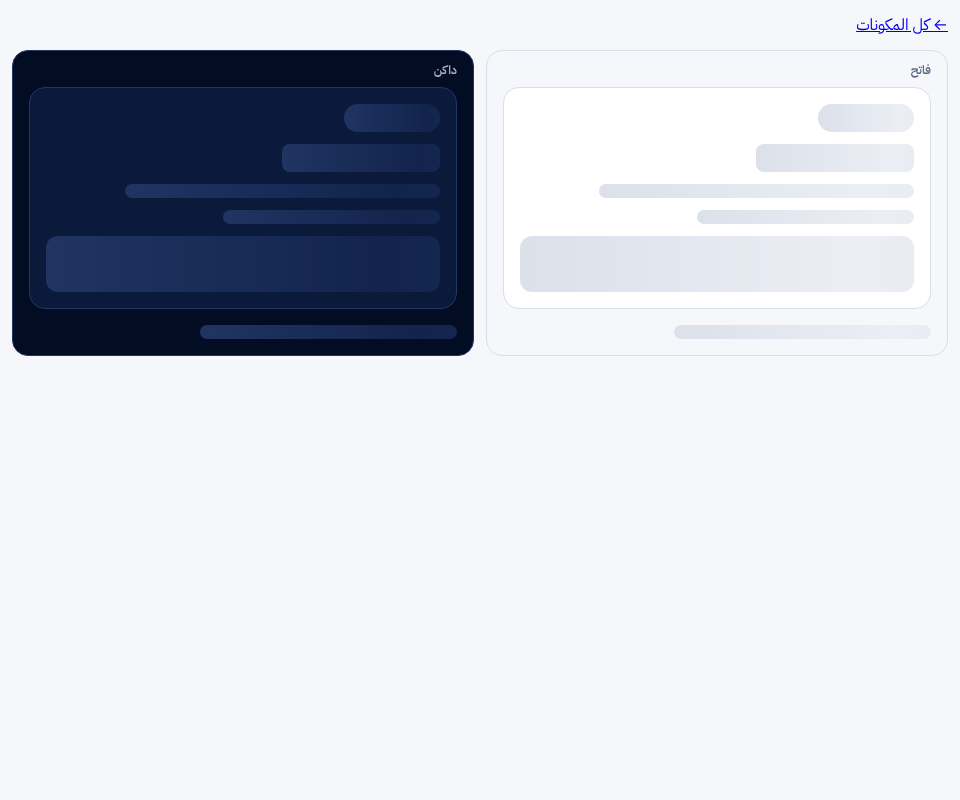 ← كل المكونات
فاتح
داكن